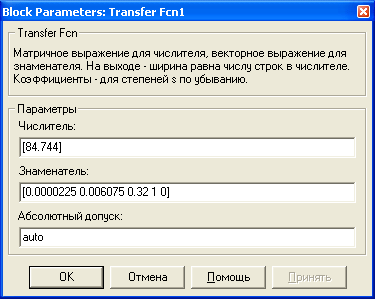 Block Parameters: Transfer Fcn1
Transfer Fcn
Матричное выражение для числителя, векторное выражение для
знаменателя. На выходе - ширина равна числу строк в числителе.
Коэффициенты - для степеней s по убыванию.
Параметры
Числитель:
[84.744]
Знаменатель:
[0.0000225 0.006075 0.32 1 0]
Абсолютный допуск:
auto
OK
Отмена
Помощь
Принять